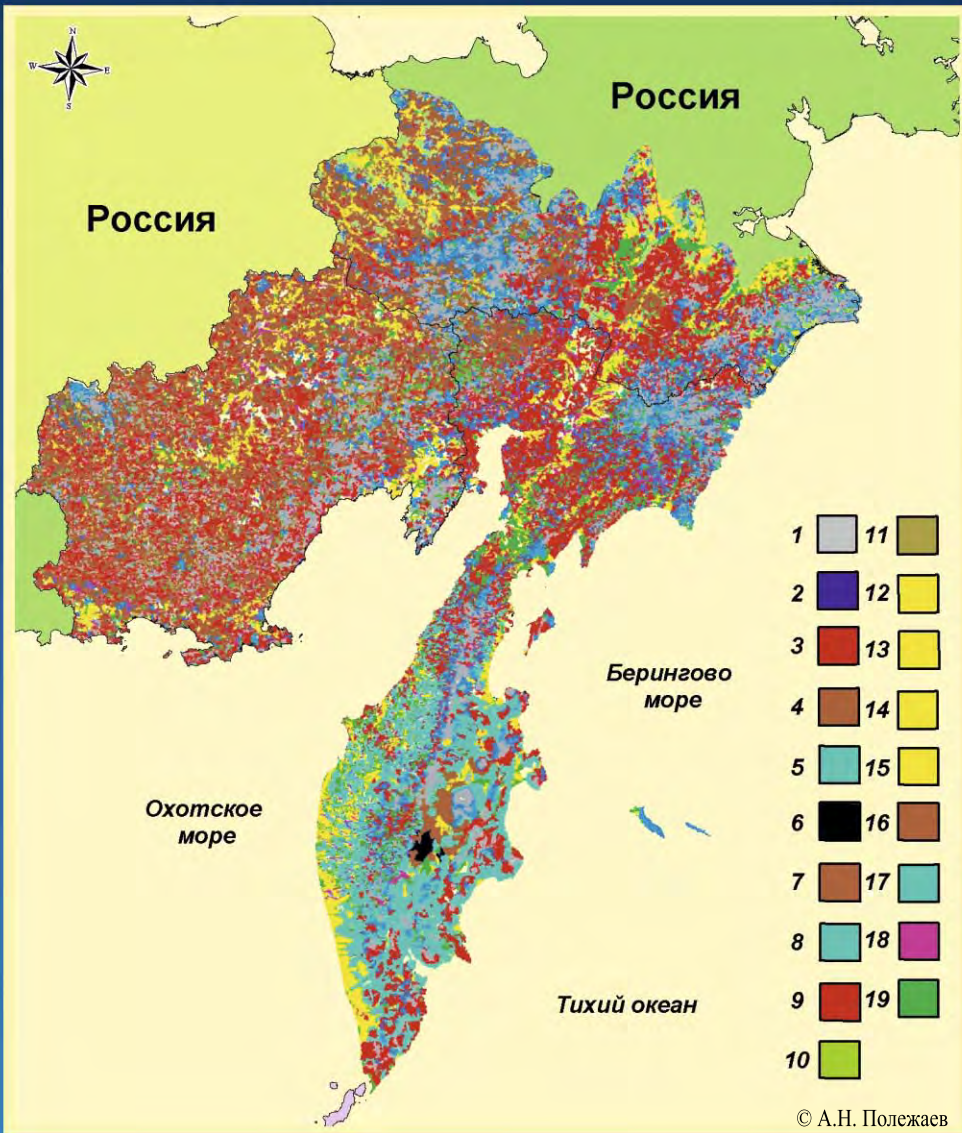 N
W E
S
Россия
Россия
Берингово
море
Охотское
море
Тихий океан
1 11
2 12
3 13
4 14
5 15
6 16
7 17
8 18
9 19
10
© А.Н. Полежаев